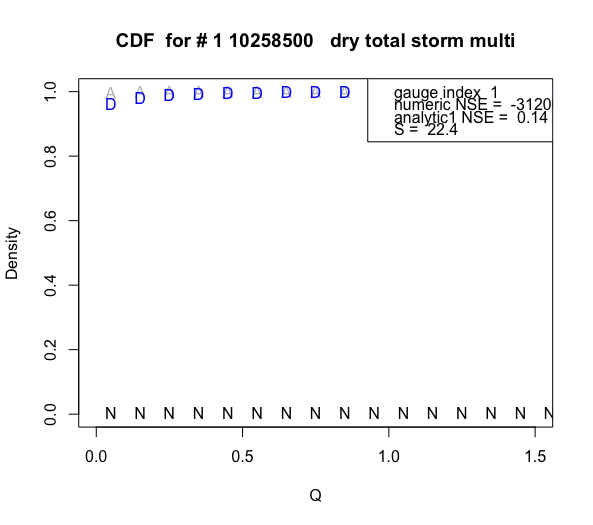 CDF for # 1 10258500 dry total storm multi
gauge index 1
numeric NSE = -3120
analytic1 NSE = 0.14
S = 22.4
1.0
0.8
0.6
0.4
0.2
0.0
Density
A A A A A A A A A
D D D D D D D D D
N N N N N N N N N N N N N N N N
0.0 0.5 1.0 1.5
Q